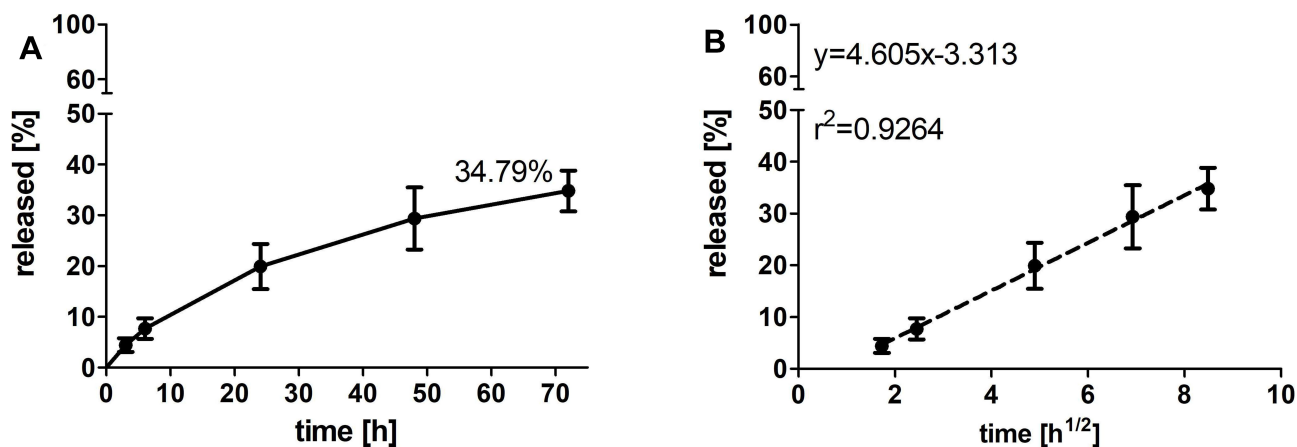 A
100
60
50
40
30
20
10
0
released [%]
34.79%
0 10 20 30 40 50 60 70
time [h]
B
100
60
50
40
30
20
10
0
released [%]
y=4.605x-3.313
r²=0.9264
0 2 4 6 8 10
time [h^1/2]